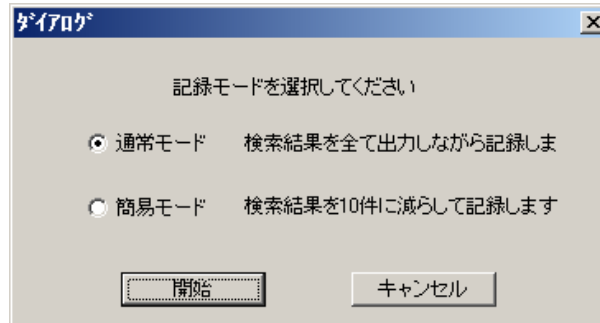 ﾀﾞｲｱﾛｸﾞ
記録モードを選択してください
通常モード 検索結果を全て出力しながら記録しま
簡易モード 検索結果を10件に減らして記録します
開始 キャンセル